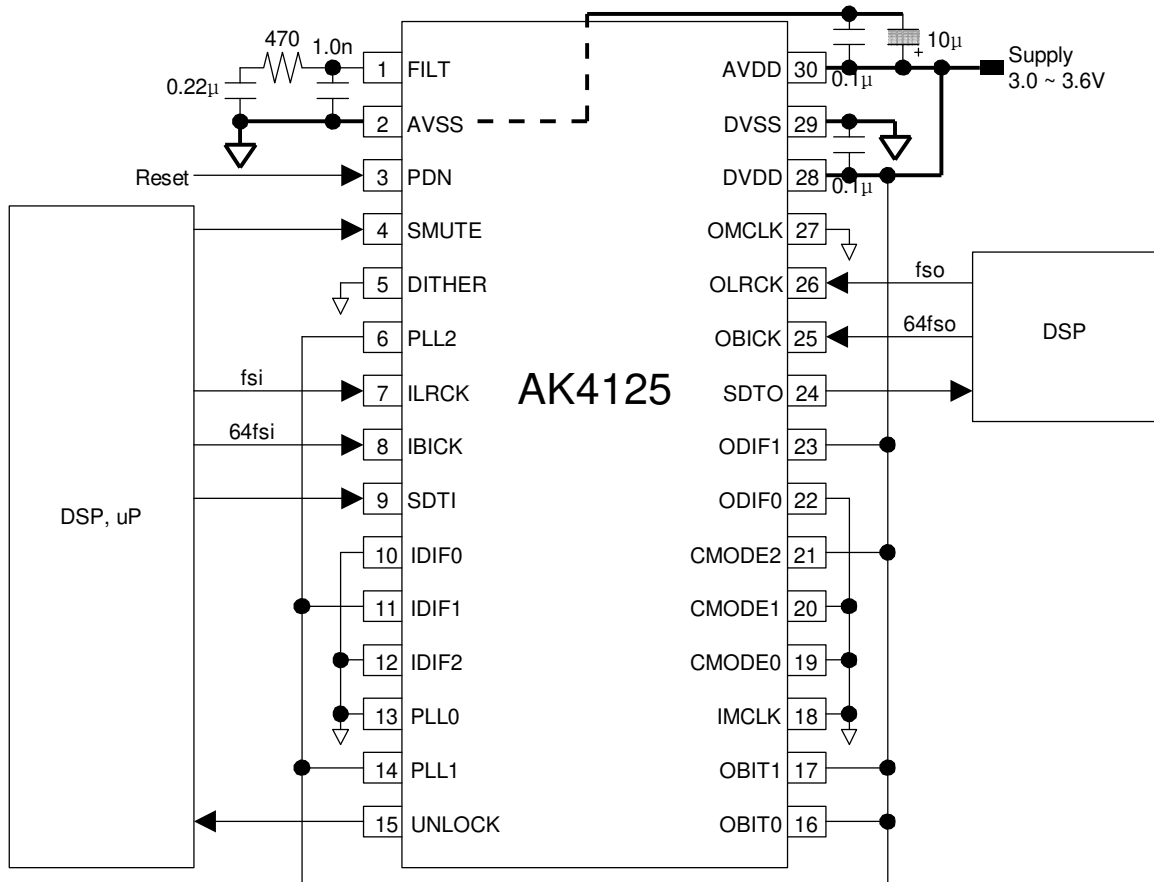 470
1.0n
0.22µ
10µ
+
0.1µ
Supply
3.0 ~ 3.6V
0.1µ
Reset
DSP, uP
fsi
64fsi
AK4125
1 FILT
2 AVSS
3 PDN
4 SMUTE
5 DITHER
6 PLL2
7 ILRCK
8 IBICK
9 SDTI
10 IDIF0
11 IDIF1
12 IDIF2
13 PLL0
14 PLL1
15 UNLOCK
AVDD 30
DVSS 29
DVDD 28
OMCLK 27
OLRCK 26
OBICK 25
SDTO 24
ODIF1 23
ODIF0 22
CMODE2 21
CMODE1 20
CMODE0 19
IMCLK 18
OBIT1 17
OBIT0 16
fso
64fso
DSP